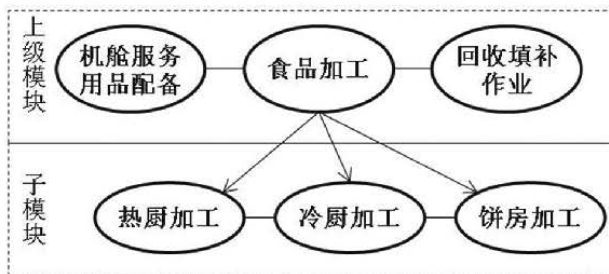 上级模块
机舱服务
用品配备
食品加工
回收填补
作业
子模块
热厨加工
冷厨加工
饼房加工